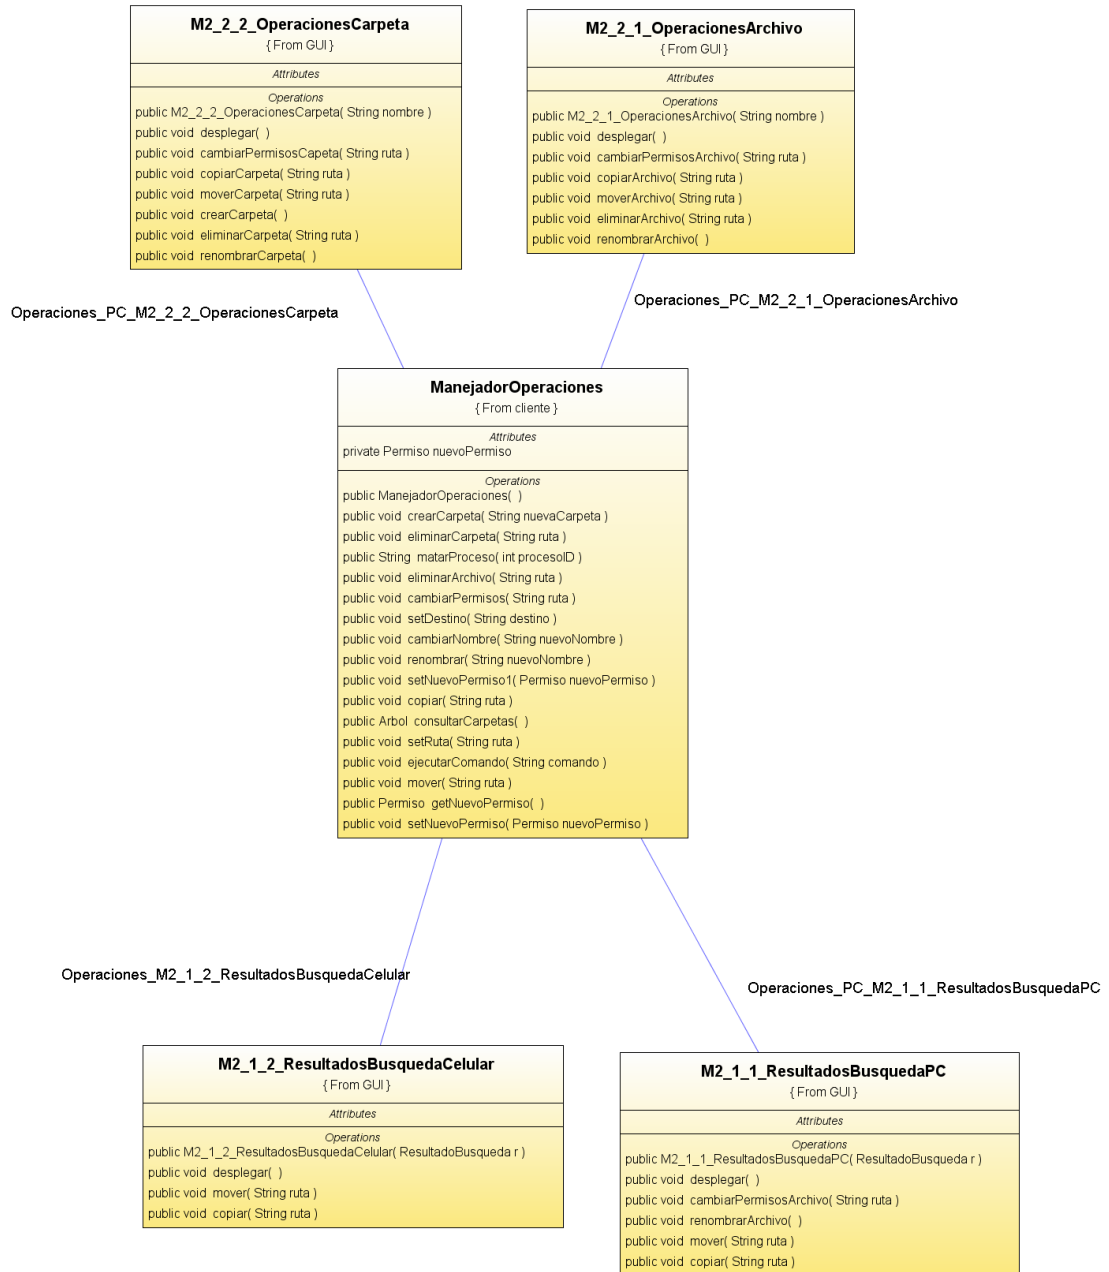 M2_2_2_OperacionesCarpeta
{ From GUI }
Attributes
Operations
public M2_2_2_OperacionesCarpeta( String nombre )
public void desplegar( )
public void cambiarPermisosCapeta( String ruta )
public void copiarCarpeta( String ruta )
public void moverCarpeta( String ruta )
public void crearCarpeta( )
public void eliminarCarpeta( String ruta )
public void renombrarCarpeta( )
M2_2_1_OperacionesArchivo
{ From GUI }
Attributes
Operations
public M2_2_1_OperacionesArchivo( String nombre )
public void desplegar( )
public void cambiarPermisosArchivo( String ruta )
public void copiarArchivo( String ruta )
public void moverArchivo( String ruta )
public void eliminarArchivo( String ruta )
public void renombrarArchivo( )
Operaciones_PC_M2_2_2_OperacionesCarpeta
Operaciones_PC_M2_2_1_OperacionesArchivo
ManejadorOperaciones
{ From cliente }
Attributes
private Permiso nuevoPermiso
Operations
public ManejadorOperaciones( )
public void crearCarpeta( String nuevaCarpeta )
public void eliminarCarpeta( String ruta )
public String matarProceso( int procesoID )
public void eliminarArchivo( String ruta )
public void cambiarPermisos( String ruta )
public void setDestino( String destino )
public void cambiarNombre( String nuevoNombre )
public void renombrar( String nuevoNombre )
public void setNuevoPermiso1( Permiso nuevoPermiso )
public void copiar( String ruta )
public Arbol consultarCarpetas( )
public void setRuta( String ruta )
public void ejecutarComando( String comando )
public void mover( String ruta )
public Permiso getNuevoPermiso( )
public void setNuevoPermiso( Permiso nuevoPermiso )
Operaciones_M2_1_2_ResultadosBusquedaCelular
Operaciones_PC_M2_1_1_ResultadosBusquedaPC
M2_1_2_ResultadosBusquedaCelular
{ From GUI }
Attributes
Operations
public M2_1_2_ResultadosBusquedaCelular( ResultadoBusqueda r )
public void desplegar( )
public void mover( String ruta )
public void copiar( String ruta )
M2_1_1_ResultadosBusquedaPC
{ From GUI }
Attributes
Operations
public M2_1_1_ResultadosBusquedaPC( ResultadoBusqueda r )
public void desplegar( )
public void cambiarPermisosArchivo( String ruta )
public void renombrarArchivo( )
public void mover( String ruta )
public void copiar( String ruta )